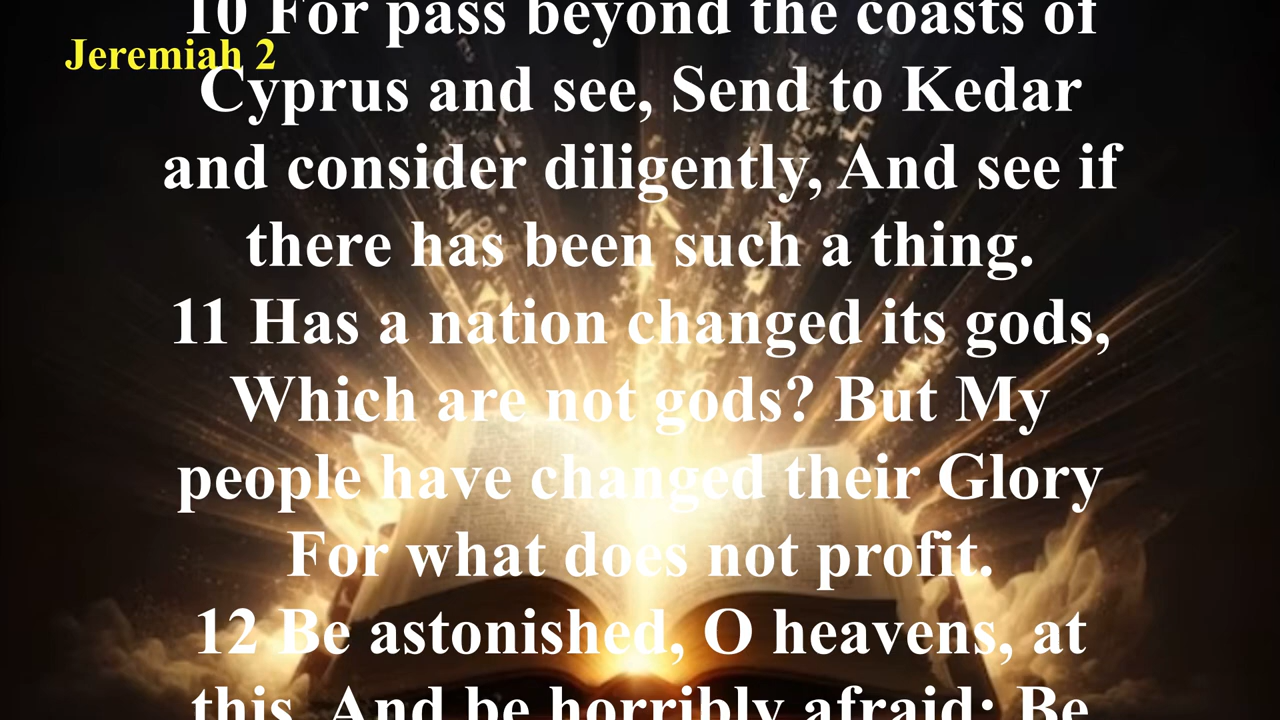 10 For pass beyond the coasts of
Jeremiah 2
Cyprus and see, Send to Kedar
and consider diligently, And see if
there has been such a thing.
11 Has a nation changed its gods,
Which are not gods? But My
people have changed their Glory
For what does not profit.
12 Be astonished, O heavens, at
this, And be horribly afraid; Be